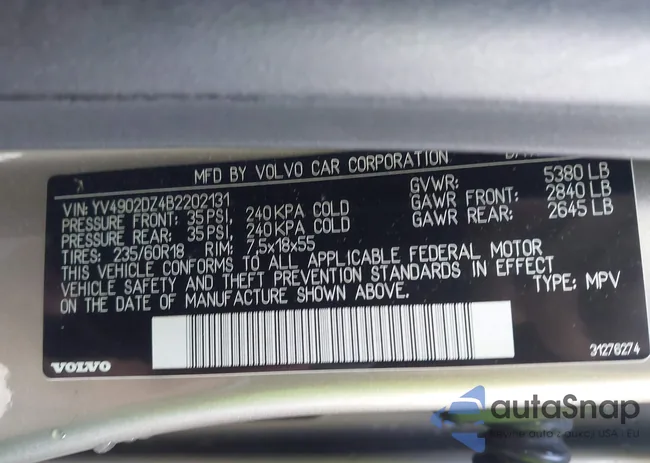 MFD BY VOLVO CAR CORPORATION
VIN: YV4902DZ4B2202131
PRESSURE FRONT: 35 PSI, 240 KPA COLD
PRESSURE REAR: 35 PSI, 240 KPA COLD
TIRES: 235/60R18 RIM: 7,5x18x55
GVWR: 5380 LB
GAWR FRONT: 2840 LB
GAWR REAR: 2645 LB
THIS VEHICLE CONFORMS TO ALL APPLICABLE FEDERAL MOTOR
VEHICLE SAFETY AND THEFT PREVENTION STANDARDS IN EFFECT
ON THE DATE OF MANUFACTURE SHOWN ABOVE. TYPE: MPV
VOLVO
31276274
autoSnap